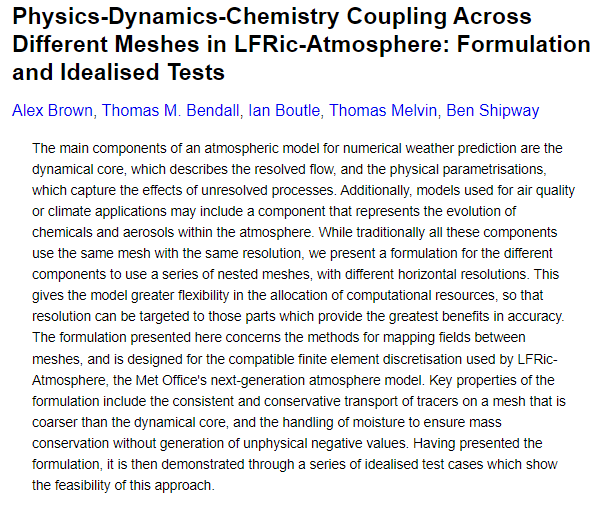 Physics-Dynamics-Chemistry Coupling Across
Different Meshes in LFRic-Atmosphere: Formulation
and Idealised Tests
Alex Brown, Thomas M. Bendall, Ian Boutle, Thomas Melvin, Ben Shipway
The main components of an atmospheric model for numerical weather prediction are the
dynamical core, which describes the resolved flow, and the physical parametrisations,
which capture the effects of unresolved processes. Additionally, models used for air quality
or climate applications may include a component that represents the evolution of
chemicals and aerosols within the atmosphere. While traditionally all these components
use the same mesh with the same resolution, we present a formulation for the different
components to use a series of nested meshes, with different horizontal resolutions. This
gives the model greater flexibility in the allocation of computational resources, so that
resolution can be targeted to those parts which provide the greatest benefits in accuracy.
The formulation presented here concerns the methods for mapping fields between
meshes, and is designed for the compatible finite element discretisation used by LFRic-
Atmosphere, the Met Office's next-generation atmosphere model. Key properties of the
formulation include the consistent and conservative transport of tracers on a mesh that is
coarser than the dynamical core, and the handling of moisture to ensure mass
conservation without generation of unphysical negative values. Having presented the
formulation, it is then demonstrated through a series of idealised test cases which show
the feasibility of this approach.